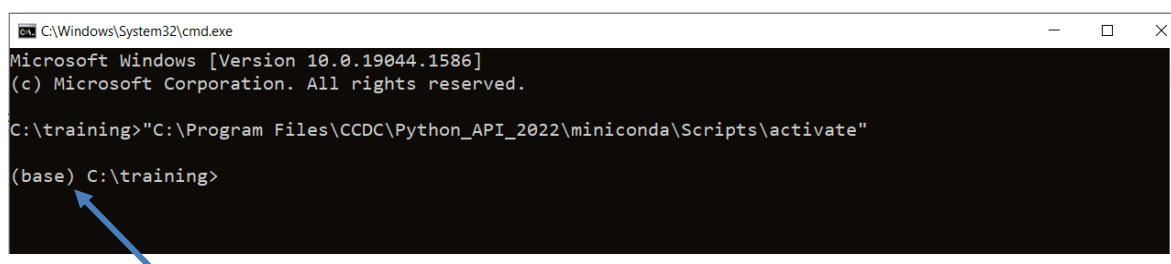 C:\Windows\System32\cmd.exe
Microsoft Windows [Version 10.0.19044.1586]
(c) Microsoft Corporation. All rights reserved.
C:\training>"C:\Program Files\CCDC\Python_API_2022\miniconda\Scripts\activate"
(base) C:\training>